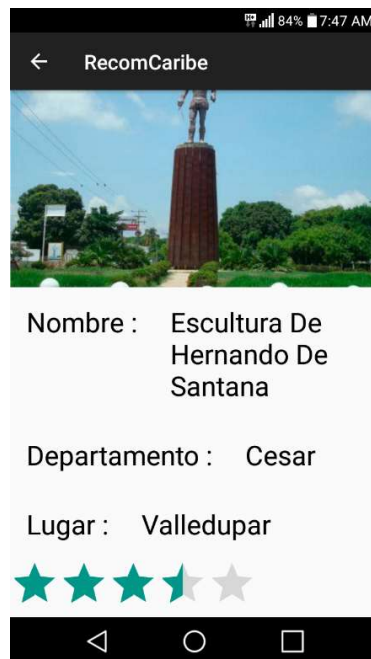 84% 7:47 AM
RecomCaribe
Nombre : Escultura De
Hernando De
Santana
Departamento : Cesar
Lugar : Valledupar